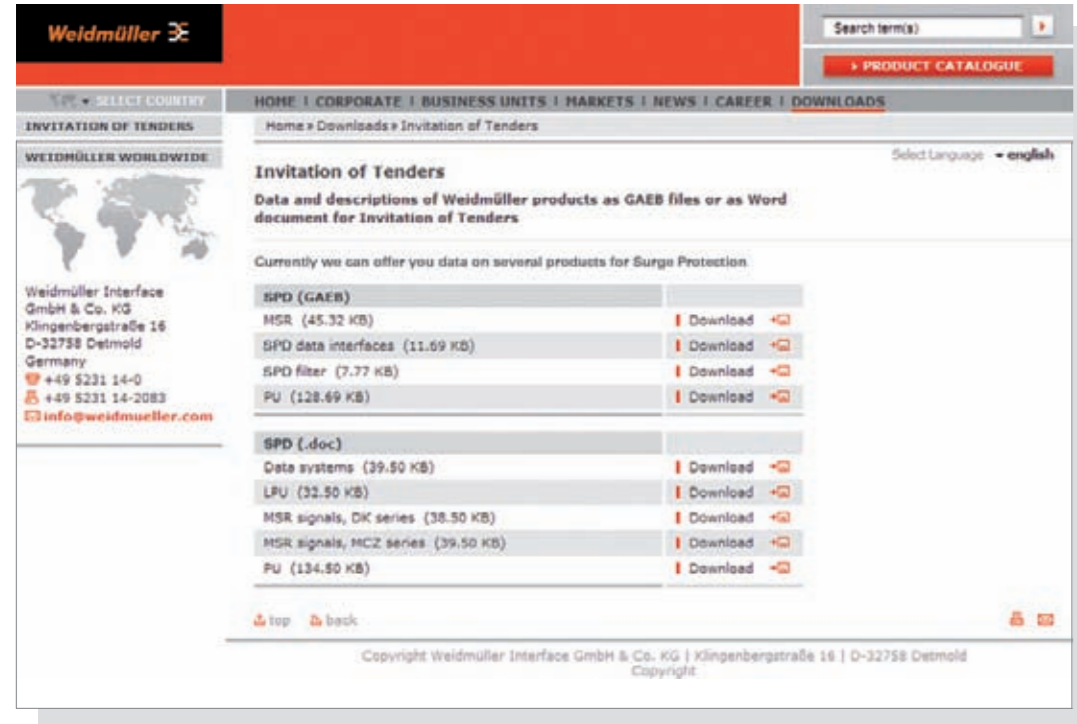 Weidmüller
Search term(s)
PRODUCT CATALOGUE
SELECT COUNTRY
HOME | CORPORATE | BUSINESS UNITS | MARKETS | NEWS | CAREER | DOWNLOADS
INVITATION OF TENDERS
Home » Downloads » Invitation of Tenders
WEIDMÜLLER WORLDWIDE
Select Language english
Invitation of Tenders
Data and descriptions of Weidmüller products as GAEB files or as Word
document for Invitation of Tenders
Currently we can offer you data on several products for Surge Protection
Weidmüller Interface
GmbH & Co. KG
Klingenbergstraße 16
D-32758 Detmold
Germany
+49 5231 14-0
+49 5231 14-2083
info@weidmueller.com
SPD (GAEB)
MSR (45.32 KB) Download
SPD data interfaces (11.69 KB) Download
SPD filter (7.77 KB) Download
PU (128.69 KB) Download
SPD (.doc)
Data systems (39.50 KB) Download
LPU (32.50 KB) Download
MSR signals, DK series (38.50 KB) Download
MSR signals, MCZ series (39.50 KB) Download
PU (134.50 KB) Download
top back
Copyright Weidmüller Interface GmbH & Co. KG | Klingenbergstraße 16 | D-32758 Detmold
Copyright